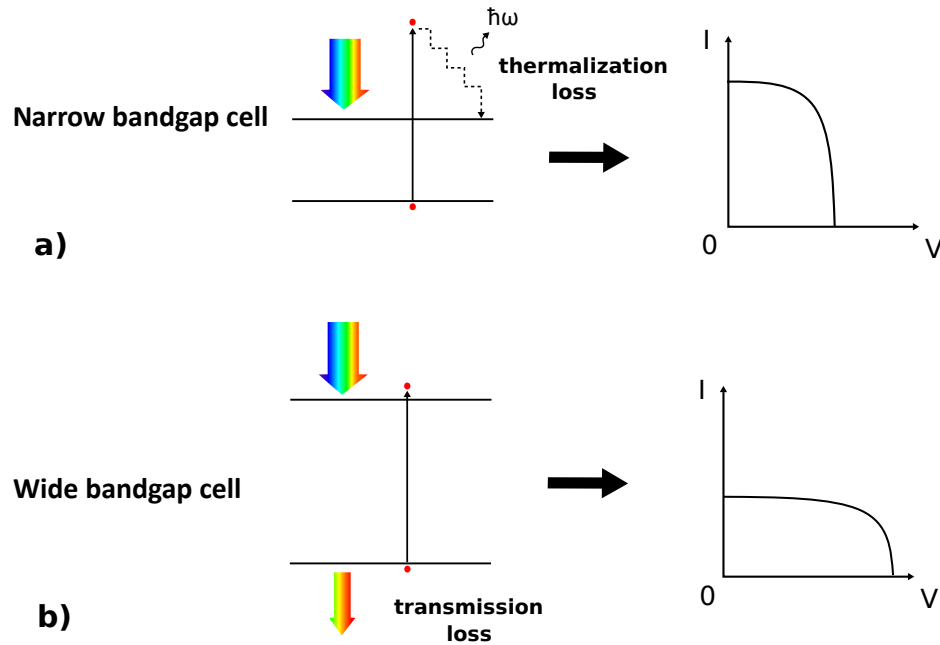 ħω
I
thermalization
loss
Narrow bandgap cell
0
V
a)
I
Wide bandgap cell
0
V
transmission
loss
b)